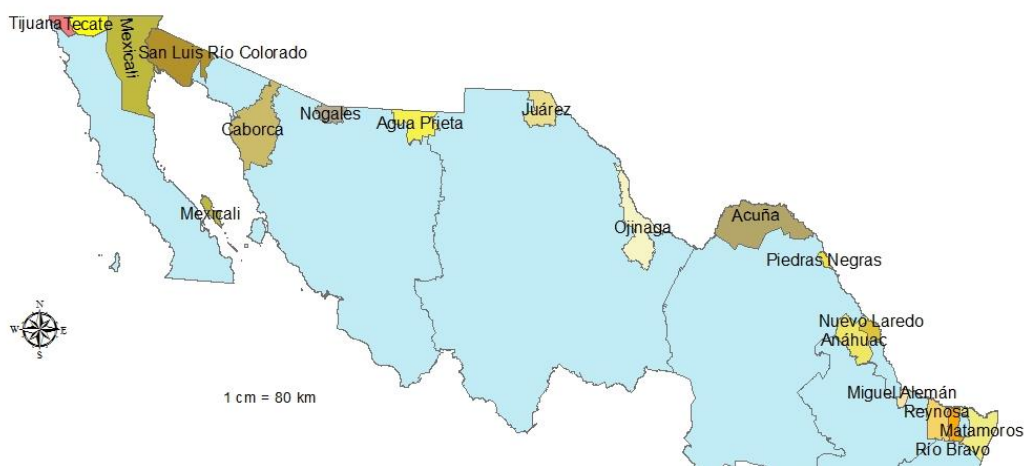 Tijuana
Tecate
Mexicali
San Luis Río Colorado
Caborca
Nogales
Agua Prieta
Juárez
Mexicali
Ojinaga
Acuña
Piedras Negras
Nuevo Laredo
Anáhuac
Miguel Alemán
Reynosa
Matamoros
Río Bravo
N
W
E
S
1 cm = 80 km